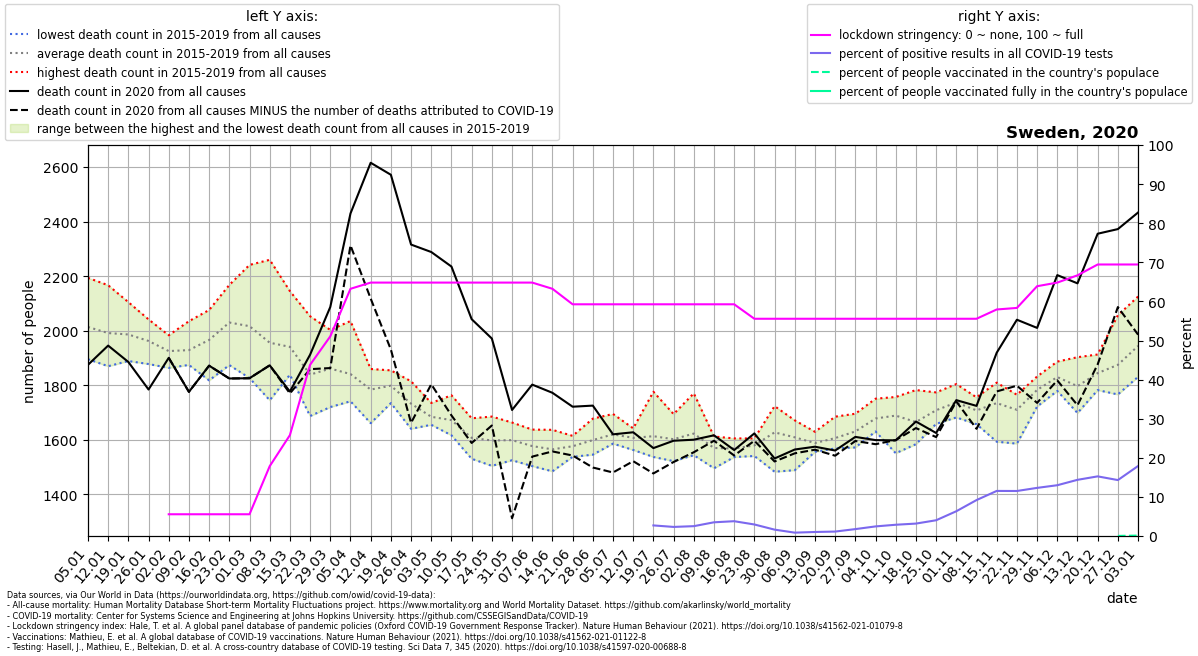 left Y axis:
lowest death count in 2015-2019 from all causes
average death count in 2015-2019 from all causes
highest death count in 2015-2019 from all causes
death count in 2020 from all causes
death count in 2020 from all causes MINUS the number of deaths attributed to COVID-19
range between the highest and the lowest death count from all causes in 2015-2019
right Y axis:
lockdown stringency: 0 ~ none, 100 ~ full
percent of positive results in all COVID-19 tests
percent of people vaccinated in the country's populace
percent of people vaccinated fully in the country's populace
Sweden, 2020
number of people
2600
2400
2200
2000
1800
1600
1400
100
90
80
70
60
50
40
30
20
10
0
percent
05.01 12.01 19.01 26.01 02.02 09.02 16.02 23.02 01.03 08.03 15.03 22.03 29.03 05.04 12.04 19.04 26.04 03.05 10.05 17.05 24.05 31.05 07.06 14.06 21.06 28.06 05.07 12.07 19.07 26.07 02.08 09.08 16.08 23.08 30.08 06.09 13.09 20.09 27.09 04.10 11.10 18.10 25.10 01.11 08.11 15.11 22.11 29.11 06.12 13.12 20.12 27.12 03.01
date
Data sources, via Our World in Data (https://ourworldindata.org, https://github.com/owid/covid-19-data):
- All-cause mortality: Human Mortality Database Short-term Mortality Fluctuations project. https://www.mortality.org and World Mortality Dataset. https://github.com/akarlinsky/world_mortality
- COVID-19 mortality: Center for Systems Science and Engineering at Johns Hopkins University. https://github.com/CSSEGISandData/COVID-19
- Lockdown stringency index: Hale, T. et al. A global panel database of pandemic policies (Oxford COVID-19 Government Response Tracker). Nature Human Behaviour (2021). https://doi.org/10.1038/s41562-021-01079-8
- Vaccinations: Mathieu, E. et al. A global database of COVID-19 vaccinations. Nature Human Behaviour (2021). https://doi.org/10.1038/s41562-021-01122-8
- Testing: Hasell, J., Mathieu, E., Beltekian, D. et al. A cross-country database of COVID-19 testing. Sci Data 7, 345 (2020). https://doi.org/10.1038/s41597-020-00688-8